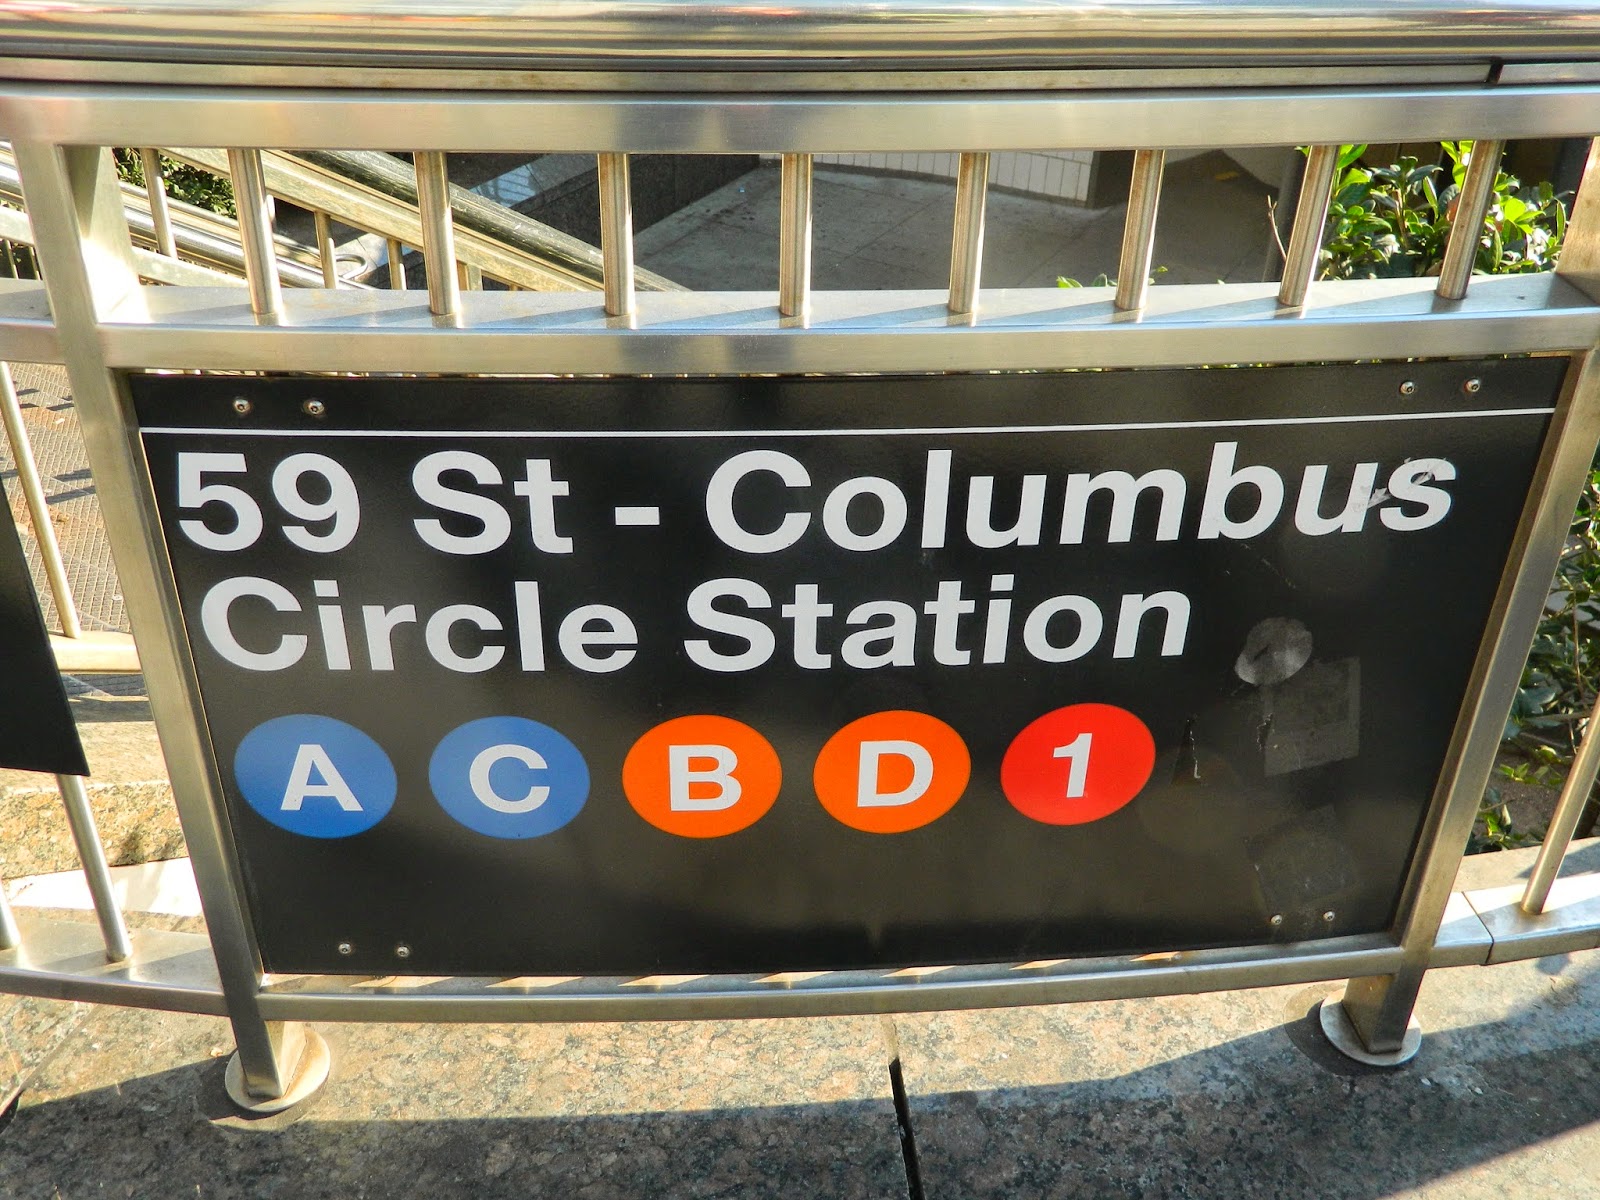 59 St - Columbus
Circle Station
A C B D 1